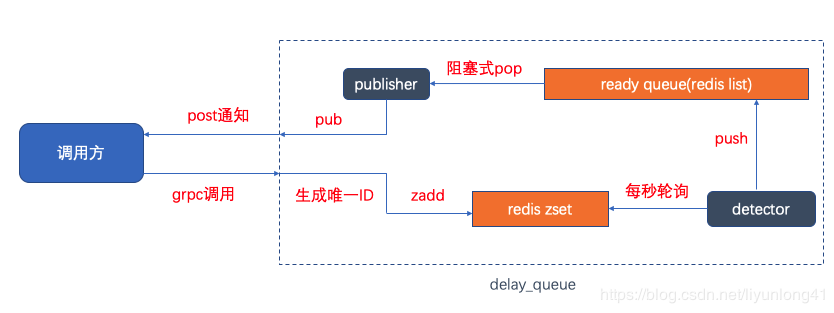 publisher
阻塞式pop
ready queue(redis list)
post通知
pub
push
调用方
grpc调用
生成唯一ID
zadd
redis zset
每秒轮询
detector
delay_queue
https://blog.csdn.net/liyunlong41